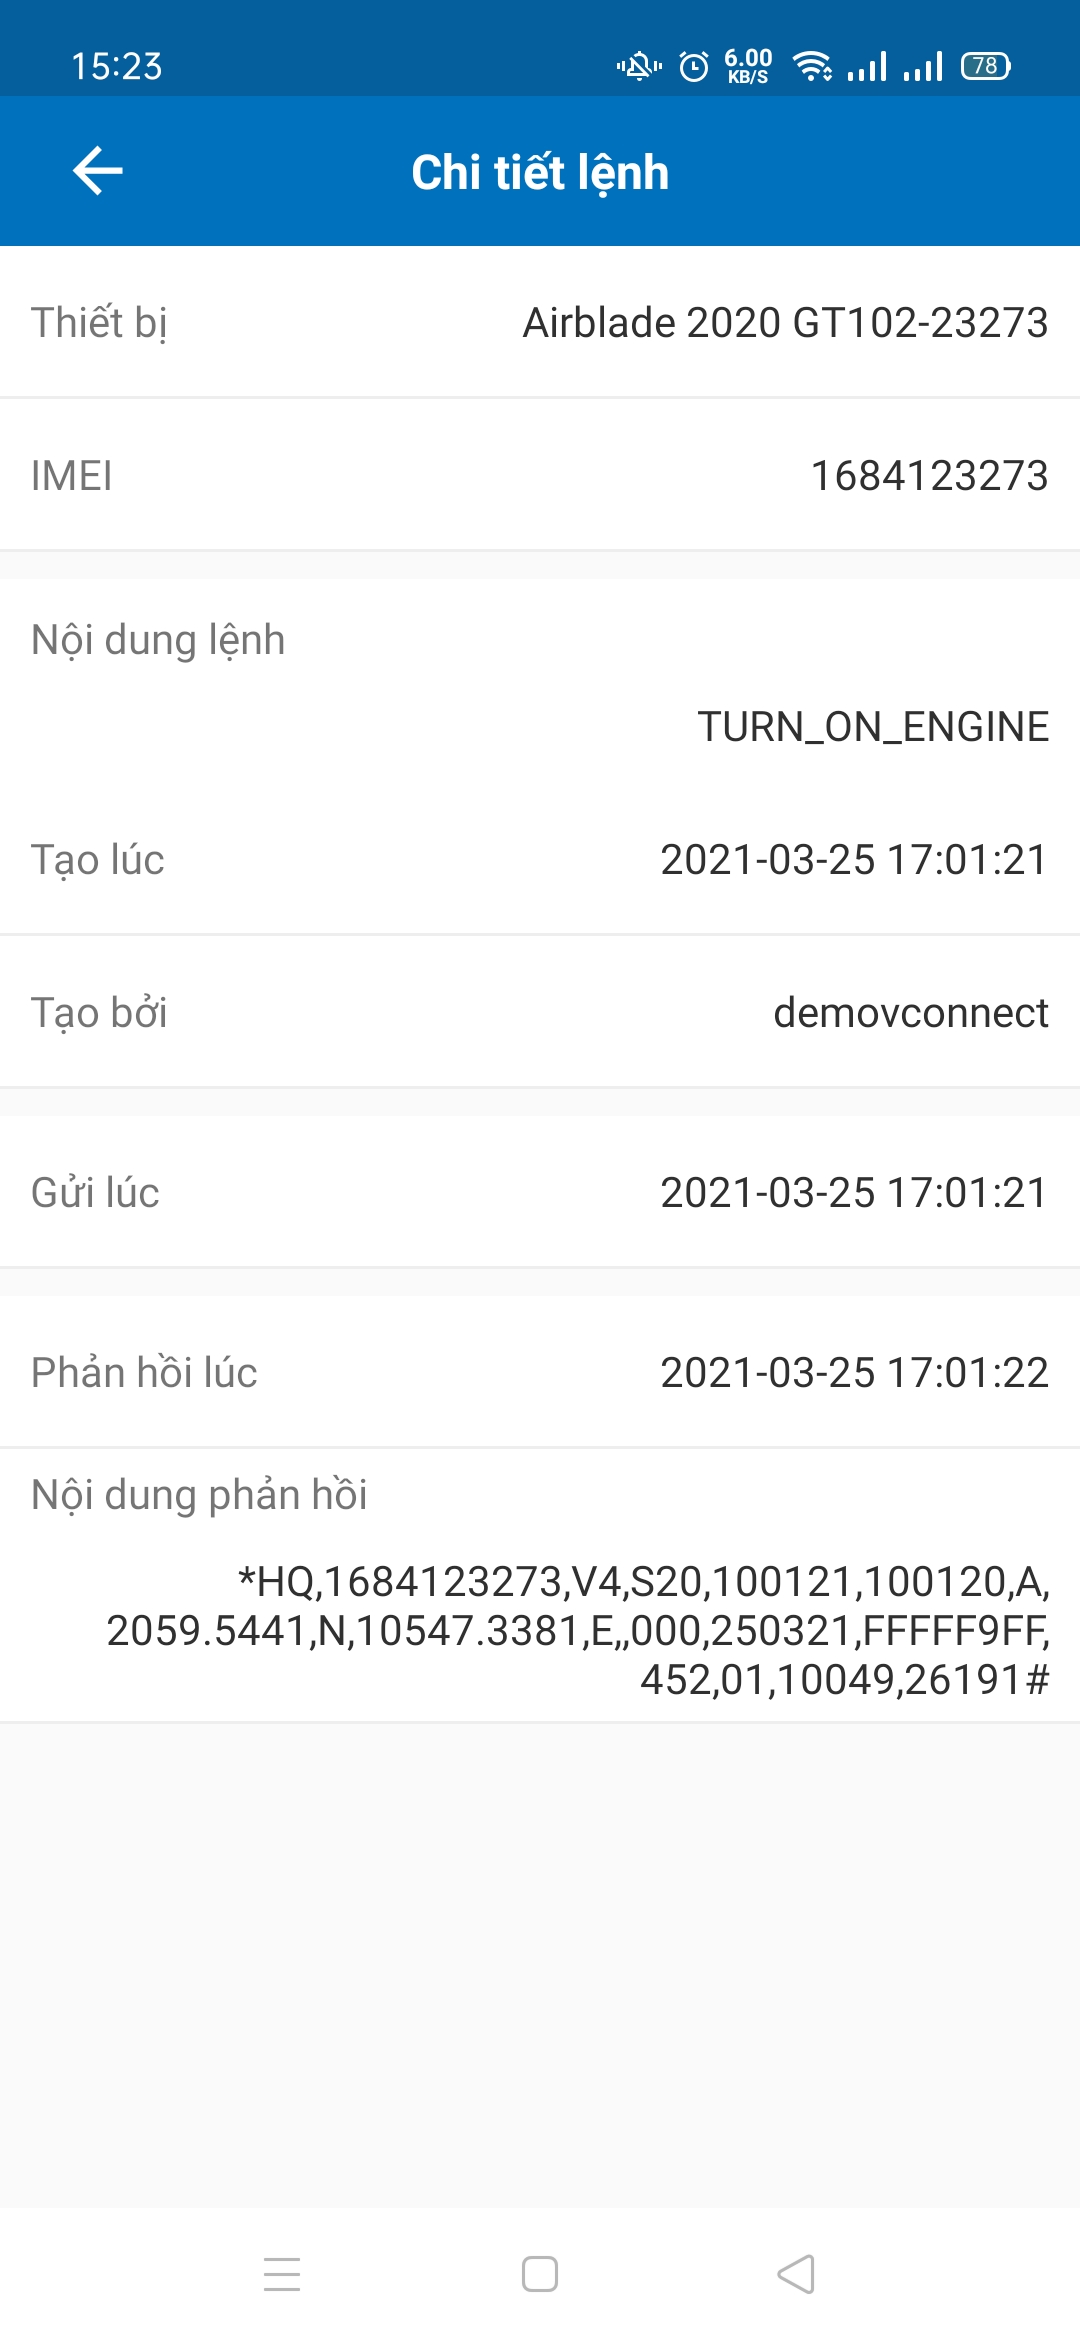 15:23
6.00
KB/S
78
Chi tiết lệnh
Thiết bị Airblade 2020 GT102-23273
IMEI 1684123273
Nội dung lệnh
TURN_ON_ENGINE
Tạo lúc 2021-03-25 17:01:21
Tạo bởi demovconnect
Gửi lúc 2021-03-25 17:01:21
Phản hồi lúc 2021-03-25 17:01:22
Nội dung phản hồi
*HQ,1684123273,V4,S20,100121,100120,A,
2059.5441,N,10547.3381,E,,000,250321,FFFFF9FF,
452,01,10049,26191#